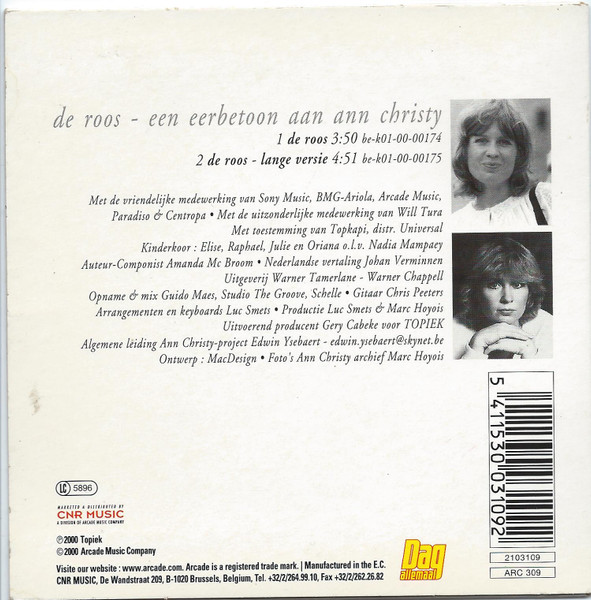 de roos - een eerbetoon aan ann christy
1 de roos 3:50 be-k01-00-00174
2 de roos - lange versie 4:51 be-k01-00-00175
Met de vriendelijke medewerking van Sony Music, BMG-Ariola, Arcade Music,
Paradiso & Centropa • Met de uitzonderlijke medewerking van Will Tura
Met toestemming van Topkapi, distr. Universal
Kinderkoor : Elise, Raphael, Julie en Oriana o.l.v. Nadia Mampaey
Auteur-Componist Amanda Mc Broom • Nederlandse vertaling Johan Verminnen
Uitgeverij Warner Tamerlane - Warner Chappell
Opname & mix Guido Maes, Studio The Groove, Schelle • Gitaar Chris Peeters
Arrangementen en keyboards Luc Smets • Productie Luc Smets & Marc Hoyois
Uitvoerend producent Gery Cabeke voor TOPIEK
Algemene leiding Ann Christy-project Edwin Ysebaert - edwin.ysebaert@skynet.be
Ontwerp : MacDesign • Foto's Ann Christy archief Marc Hoyois
5 411530 031092
LC 5896
MARKETED & DISTRIBUTED BY
CNR MUSIC
A DIVISION OF ARCADE MUSIC COMPANY
℗2000 Topiek
©2000 Arcade Music Company
Visite our website : www.arcade.com. Arcade is a registered trade mark. | Manufactured in the E.C.
CNR MUSIC, De Wandstraat 209, B-1020 Brussels, Belgium, Tel. +32/2/264.99.10, Fax +32/2/262.26.82
Dag
allemaal
2103109
ARC 309